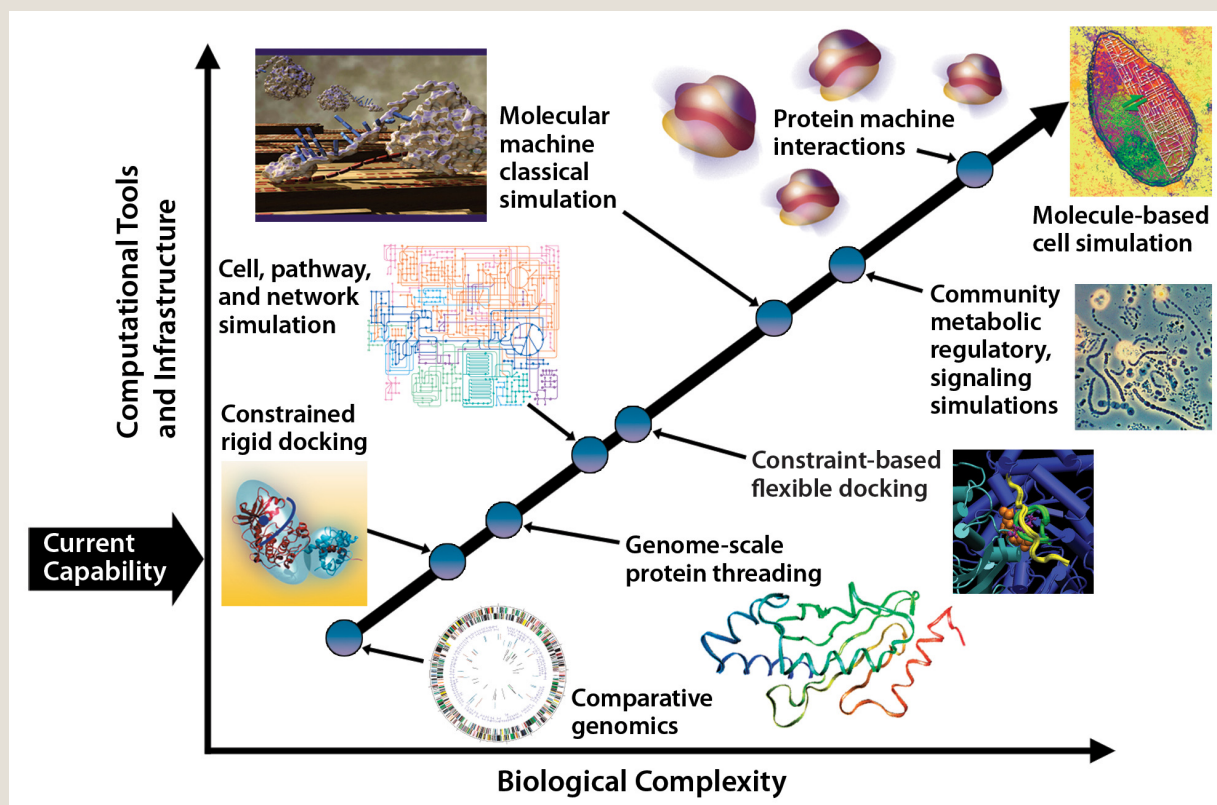 Computational Tools
and Infrastructure
Molecular
machine
classical
simulation
Protein machine
interactions
Molecule-based
cell simulation
Cell, pathway,
and network
simulation
Community
metabolic
regulatory,
signaling
simulations
Constrained
rigid docking
Constraint-based
flexible docking
Current
Capability
Genome-scale
protein threading
Comparative
genomics
Biological Complexity